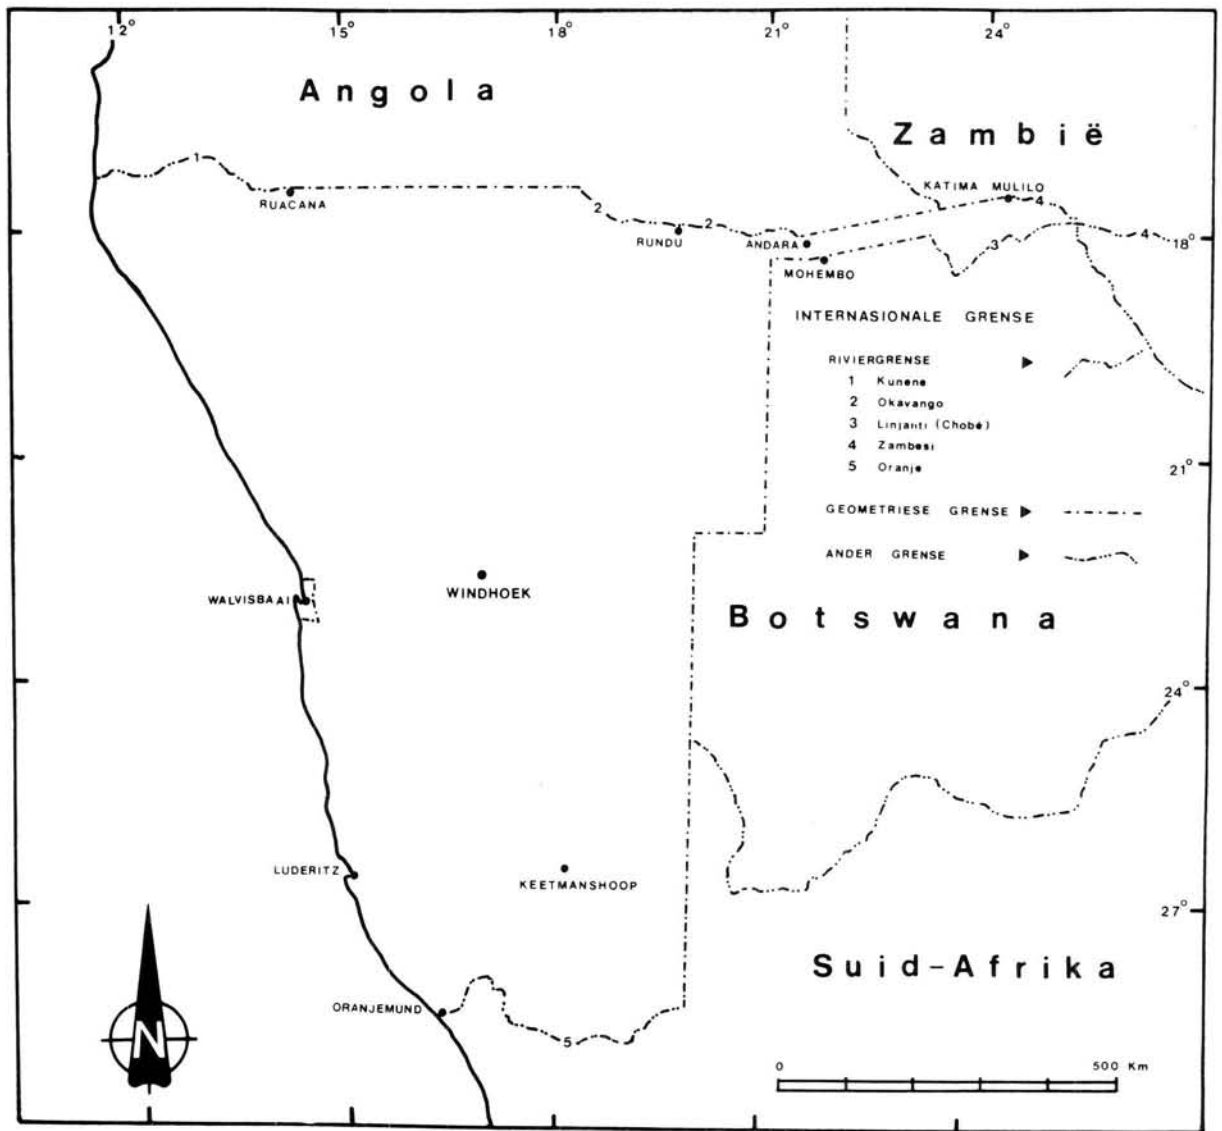 12° 15° 18° 21° 24°
Angola
Zambië
1
KATIMA MULILO
4
RUACANA
2
2
RUNDU
ANDARA
3
4
18°
MOHEMBO
INTERNASIONALE GRENSE
RIVIERGRENSE
1 Kunene
2 Okavango
3 Linjanti (Chobé)
4 Zambesi
5 Oranje
21°
GEOMETRIESE GRENSE
ANDER GRENSE
WALVISBAAI
WINDHOEK
Botswana
24°
LUDERITZ
KEETMANSHOOP
27°
Suid-Afrika
ORANJEMUND
5
N
0 500 Km